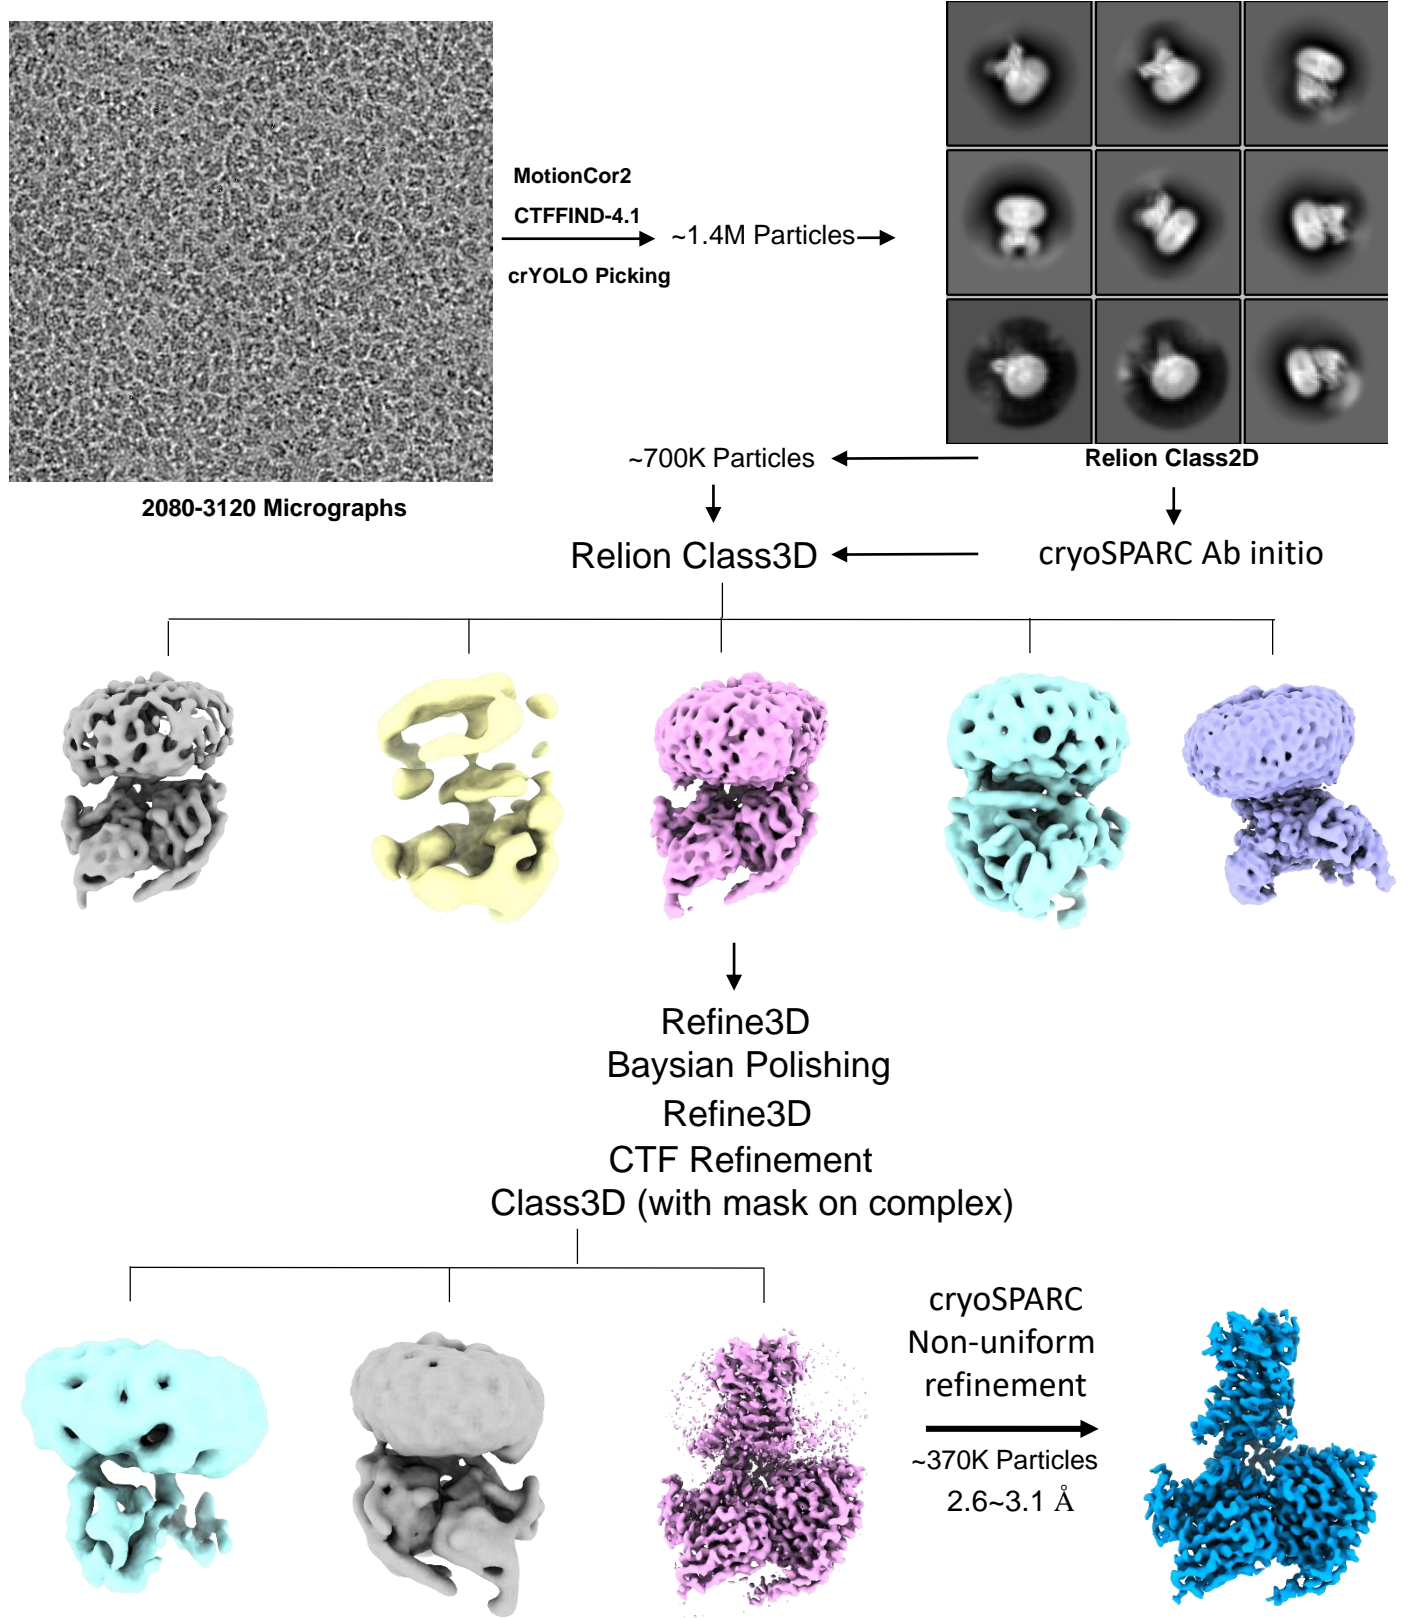 MotionCor2
CTFFIND-4.1
crYOLO Picking
~1.4M Particles
2080-3120 Micrographs
~700K Particles
Relion Class2D
Relion Class3D
cryoSPARC Ab initio
Refine3D
Baysian Polishing
Refine3D
CTF Refinement
Class3D (with mask on complex)
cryoSPARC
Non-uniform
refinement
~370K Particles
2.6~3.1 Å